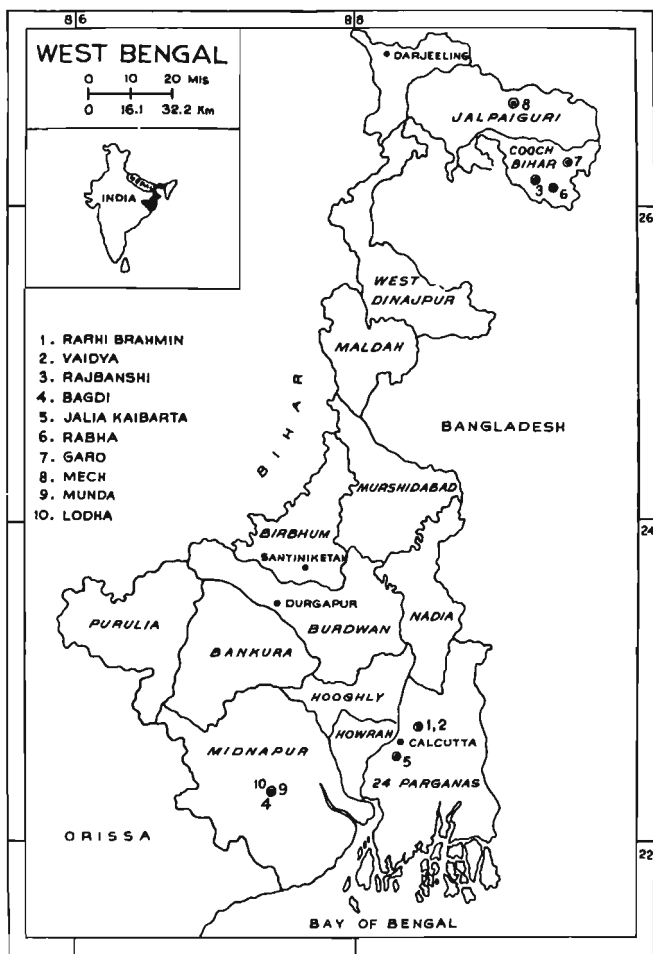 86
88
WEST BENGAL
0 10 20 Mls
0 16.1 32.2 Km
INDIA
DARJEELING
8
JALPAIGURI
COOCH
BIHAR
7
3
6
26
WEST
DINAJPUR
MALDAH
1. RARHI BRAHMIN
2. VAIDYA
3. RAJBANSHI
4. BAGDI
5. JALIA KAIBARTA
6. RABHA
7. GARO
8. MECH
9. MUNDA
10. LODHA
BIHAR
BANGLADESH
MURSHIDABAD
24
BIRBHUM
SANTINIKETAN
DURGAPUR
PURULIA
BURDWAN
NADIA
BANKURA
HOOGHLY
1,2
HOWRAH
CALCUTTA
MIDNAPUR
5
24 PARGANAS
10 9
4
ORISSA
22
BAY OF BENGAL